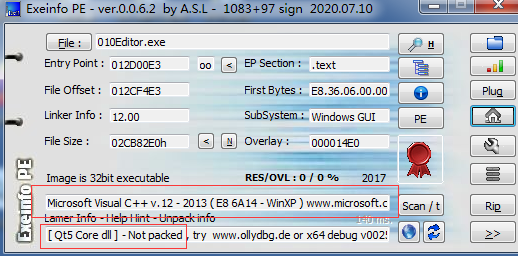 Exeinfo PE - ver.0.0.6.2 by A.S.L - 1083+97 sign 2020.07.10
File : 010Editor.exe H
Entry Point : 012D00E3 oo < EP Section : .text
File Offset : 012CF4E3 First Bytes : E8.36.06.00.00 Plug
Linker Info : 12.00 SubSystem : Windows GUI PE
File Size : 02CB82E0h < N Overlay : 000014E0
Image is 32bit executable RES/OVL : 0 / 0 % 2017
Exeinfo PE
Microsoft Visual C++ v.12 - 2013 ( E8 6A14 - WinXP ) www.microsoft.c Scan / t Rip
Lamer Info - Help Hint - Unpack info 140 ms.
[ Qt5 Core dll ] - Not packed , try www.ollydbg.de or x64 debug v0025 >>